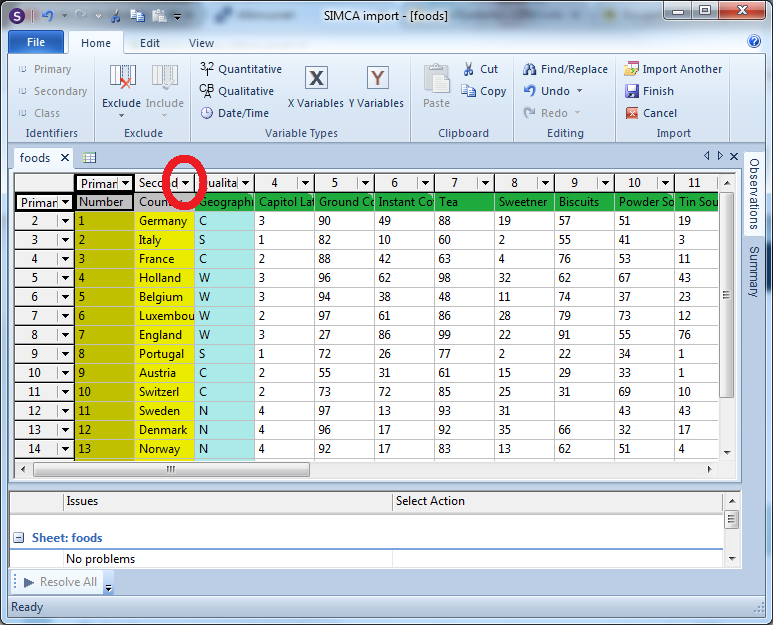 S SIMCA import - [foods]
File Home Edit View
Primary Secondary Class Identifiers
Exclude Include Exclude
3.2 Quantitative CB Qualitative Date/Time X X Variables Y Y Variables Variable Types
Paste Cut Copy Clipboard
Find/Replace Undo Redo Editing
Import Another Finish Cancel Import
foods
Primar Second Qualita 4 5 6 7 8 9 10 11
Primar Number Count Geograph Capitol La Ground Co Instant Co Tea Sweetner Biscuits Powder So Tin Sou
2 1 Germany C 3 90 49 88 19 57 51 19
3 2 Italy S 1 82 10 60 2 55 41 3
4 3 France C 2 88 42 63 4 76 53 11
5 4 Holland W 3 96 62 98 32 62 67 43
6 5 Belgium W 3 94 38 48 11 74 37 23
7 6 Luxembou W 2 97 61 86 28 79 73 12
8 7 England W 3 27 86 99 22 91 55 76
9 8 Portugal S 1 72 26 77 2 22 34 1
10 9 Austria C 2 55 31 61 15 29 33 1
11 10 Switzerl C 2 73 72 85 25 31 69 10
12 11 Sweden N 4 97 13 93 31 43 43
13 12 Denmark N 4 96 17 92 35 66 32 17
14 13 Norway N 4 92 17 83 13 62 51 4
Observations
Summary
Issues Select Action
Sheet: foods
No problems
Resolve All
Ready